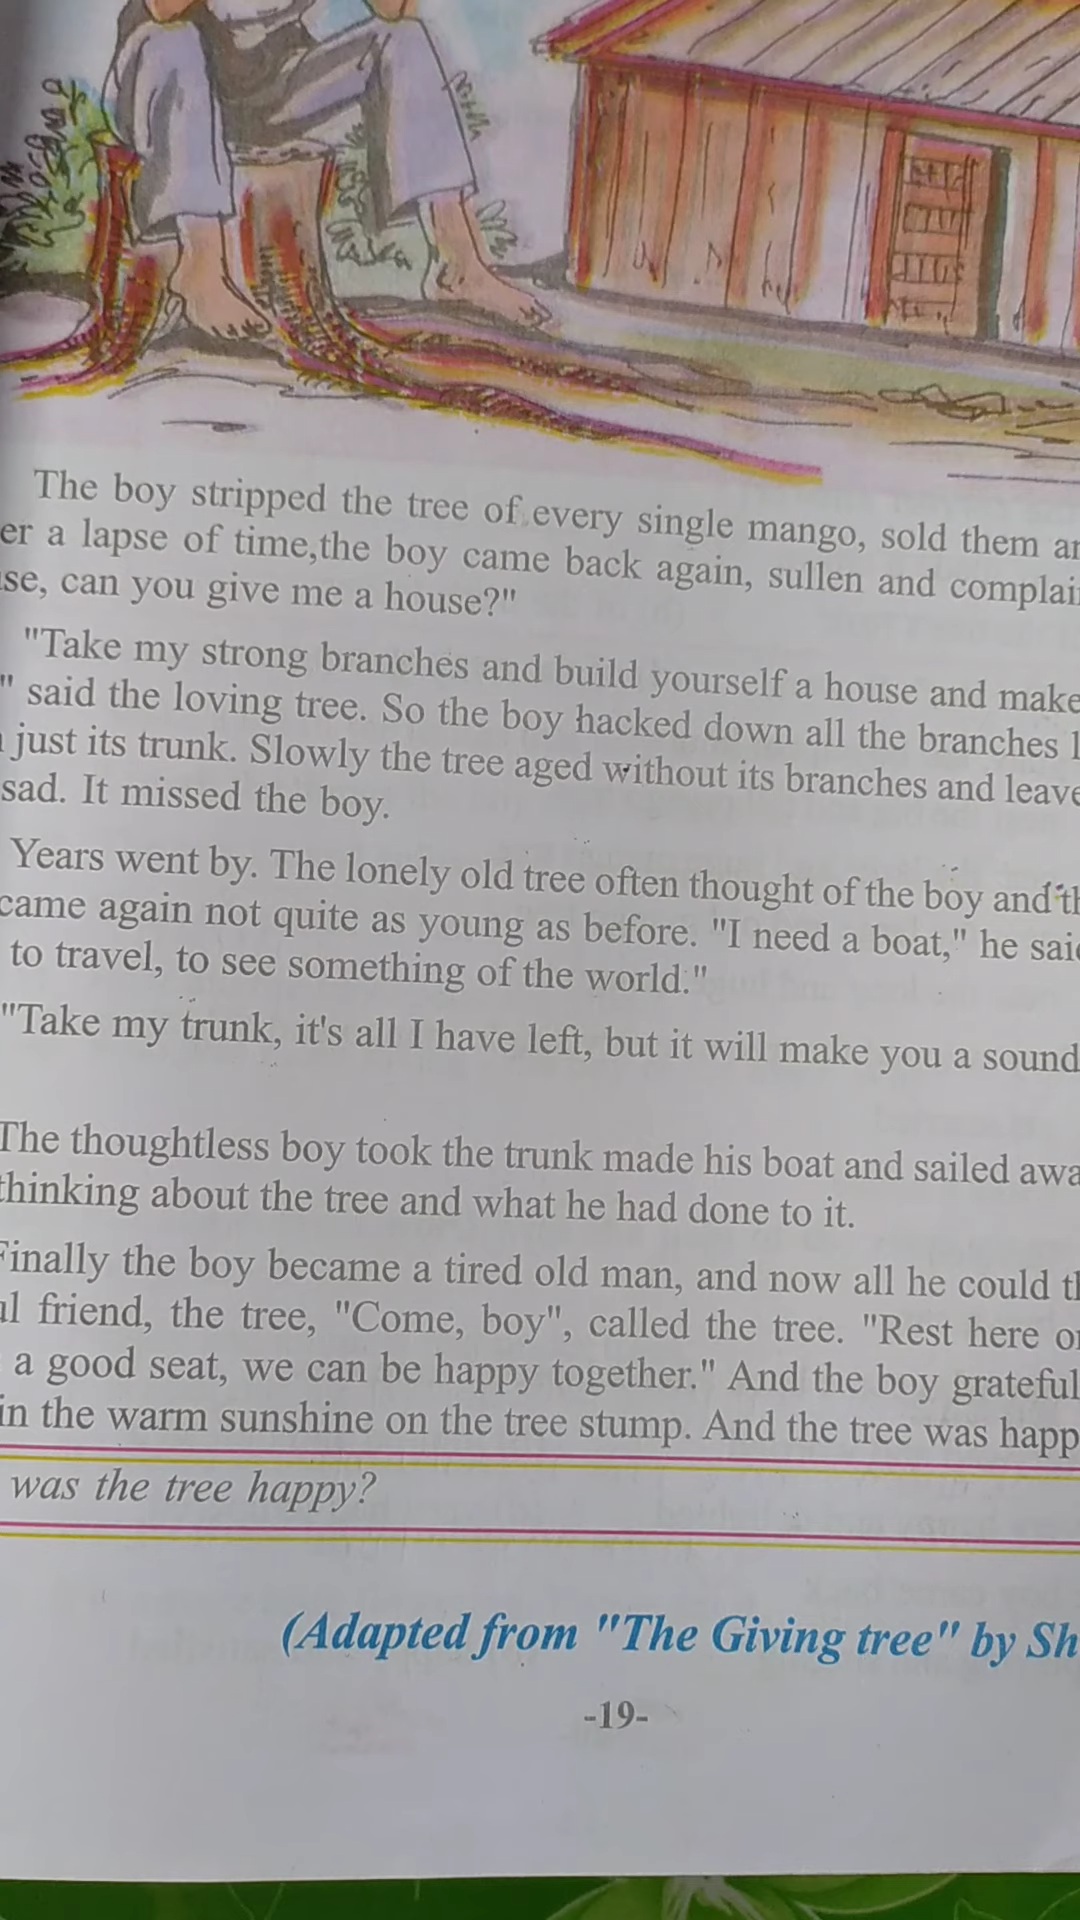 The boy stripped the tree of every single mango, sold them
er a lapse of time,the boy came back again, sullen and
se, can you give me a house?"
"Take my strong branches and build yourself a house and make
" said the loving tree. So the boy hacked down all the branches
just its trunk. Slowly the tree aged without its branches and
sad. It missed the boy.
Years went by. The lonely old tree often thought of the boy and
came again not quite as young as before. "I need a boat," he
to travel, to see something of the world."
"Take my trunk, it's all I have left, but it will make you a sound
The thoughtless boy took the trunk made his boat and sailed
thinking about the tree and what he had done to it.
Finally the boy became a tired old man, and now all he could
friend, the tree, "Come, boy", called the tree. "Rest here
a good seat, we can be happy together." And the boy
in the warm sunshine on the tree stump. And the tree was
was the tree happy?
(Adapted from "The Giving tree" by Sh
-19-